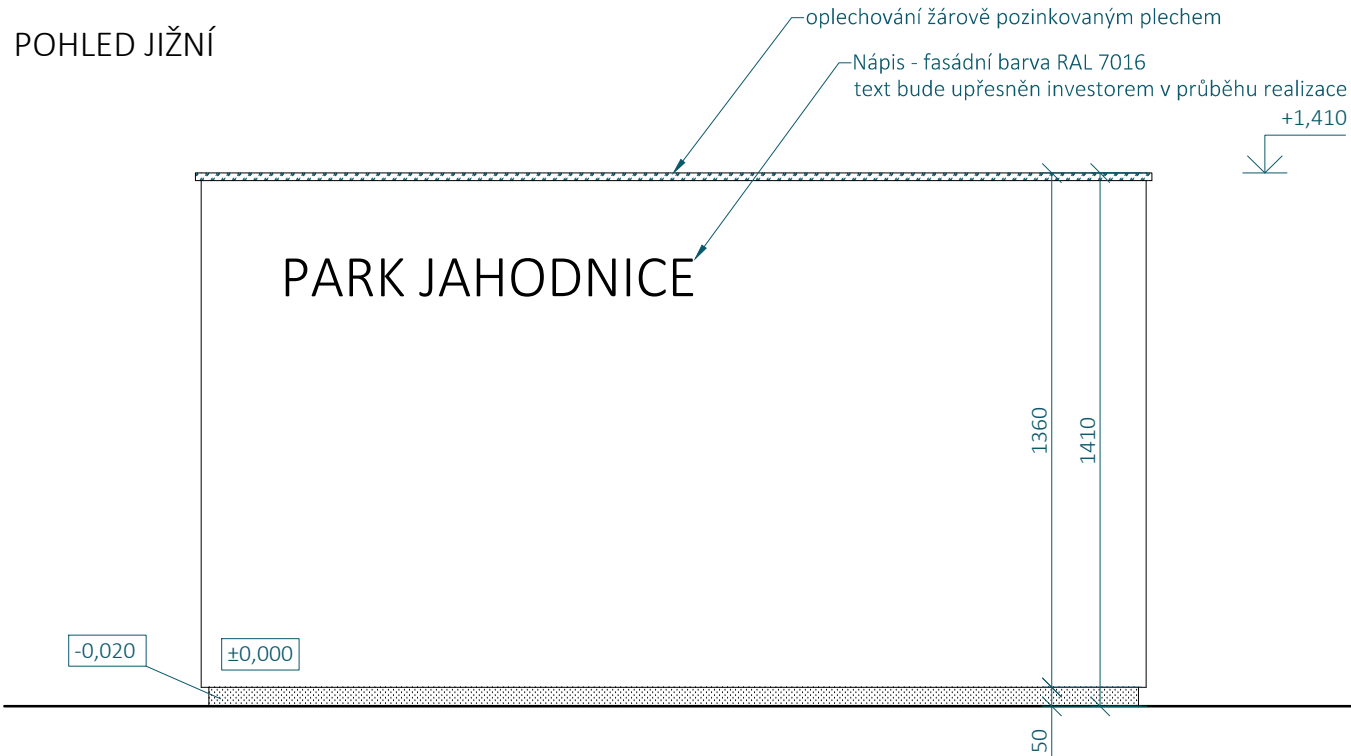 POHLED JIŽNÍ
oplechování žárově pozinkovaným plechem
Nápis - fasádní barva RAL 7016
text bude upřesněn investorem v průběhu realizace
+1,410
PARK JAHODNICE
1360
1410
-0,020
±0,000
50